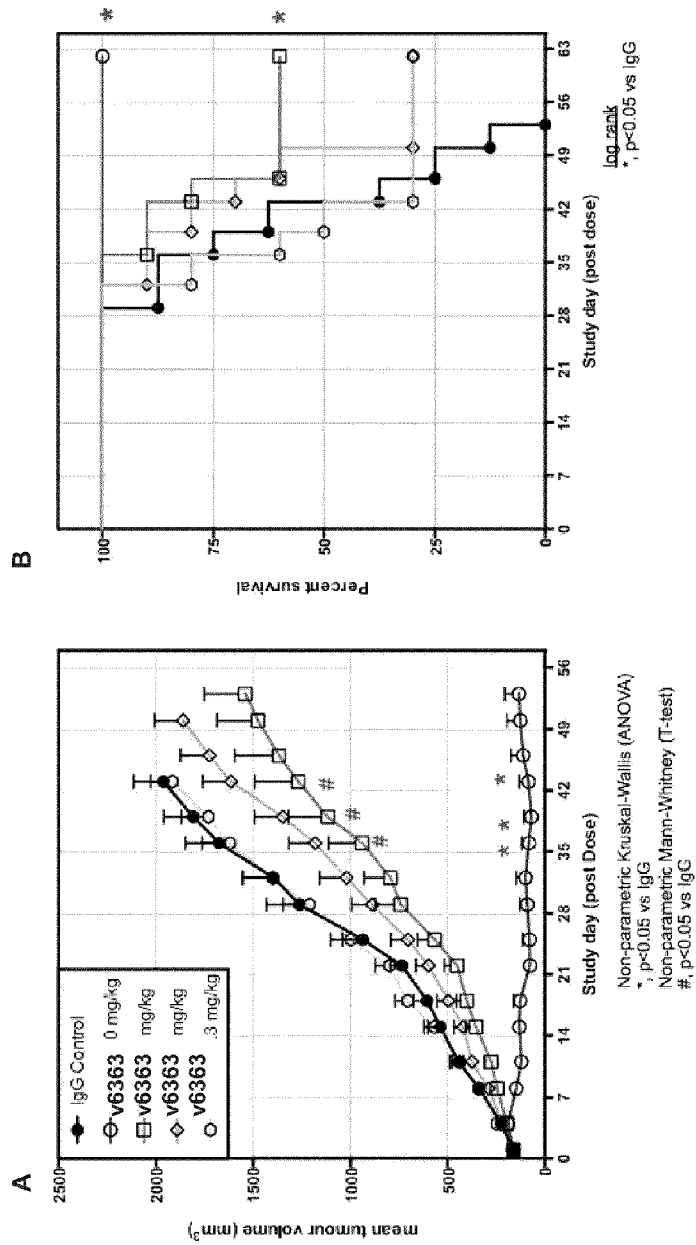 A
mean tumour volume (mm³)
2500
2000
1500
1000
500
0
IgG Control
v6363 0 mg/kg
v6363 mg/kg
v6363 mg/kg
v6363 .3 mg/kg
#
#
#
*
*
*
0 7 14 21 28 35 42 49 56
Study day (post Dose)
Non-parametric Kruskal-Wallis (ANOVA)
*, p<0.05 vs IgG
Non-parametric Mann-Whitney (T-test)
#, p<0.05 vs IgG
B
Percent survival
100
75
50
25
0
*
*
0 7 14 21 28 35 42 49 56 63
Study day (post dose)
log rank
*, p<0.05 vs IgG